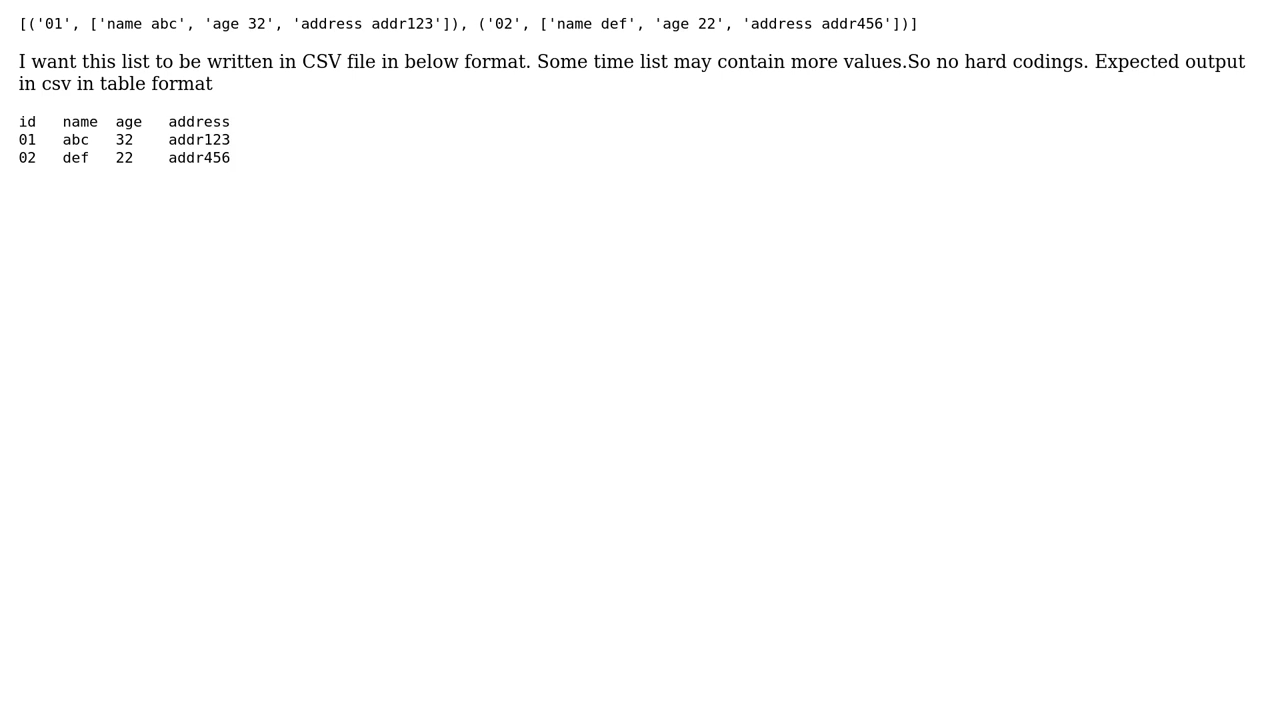 [('01', ['name abc', 'age 32', 'address addr123']), ('02', ['name def', 'age 22', 'address addr456'])]
I want this list to be written in CSV file in below format. Some time list may contain more values.So no hard codings. Expected output
in csv in table format
id   name  age   address
01   abc   32    addr123
02   def   22    addr456